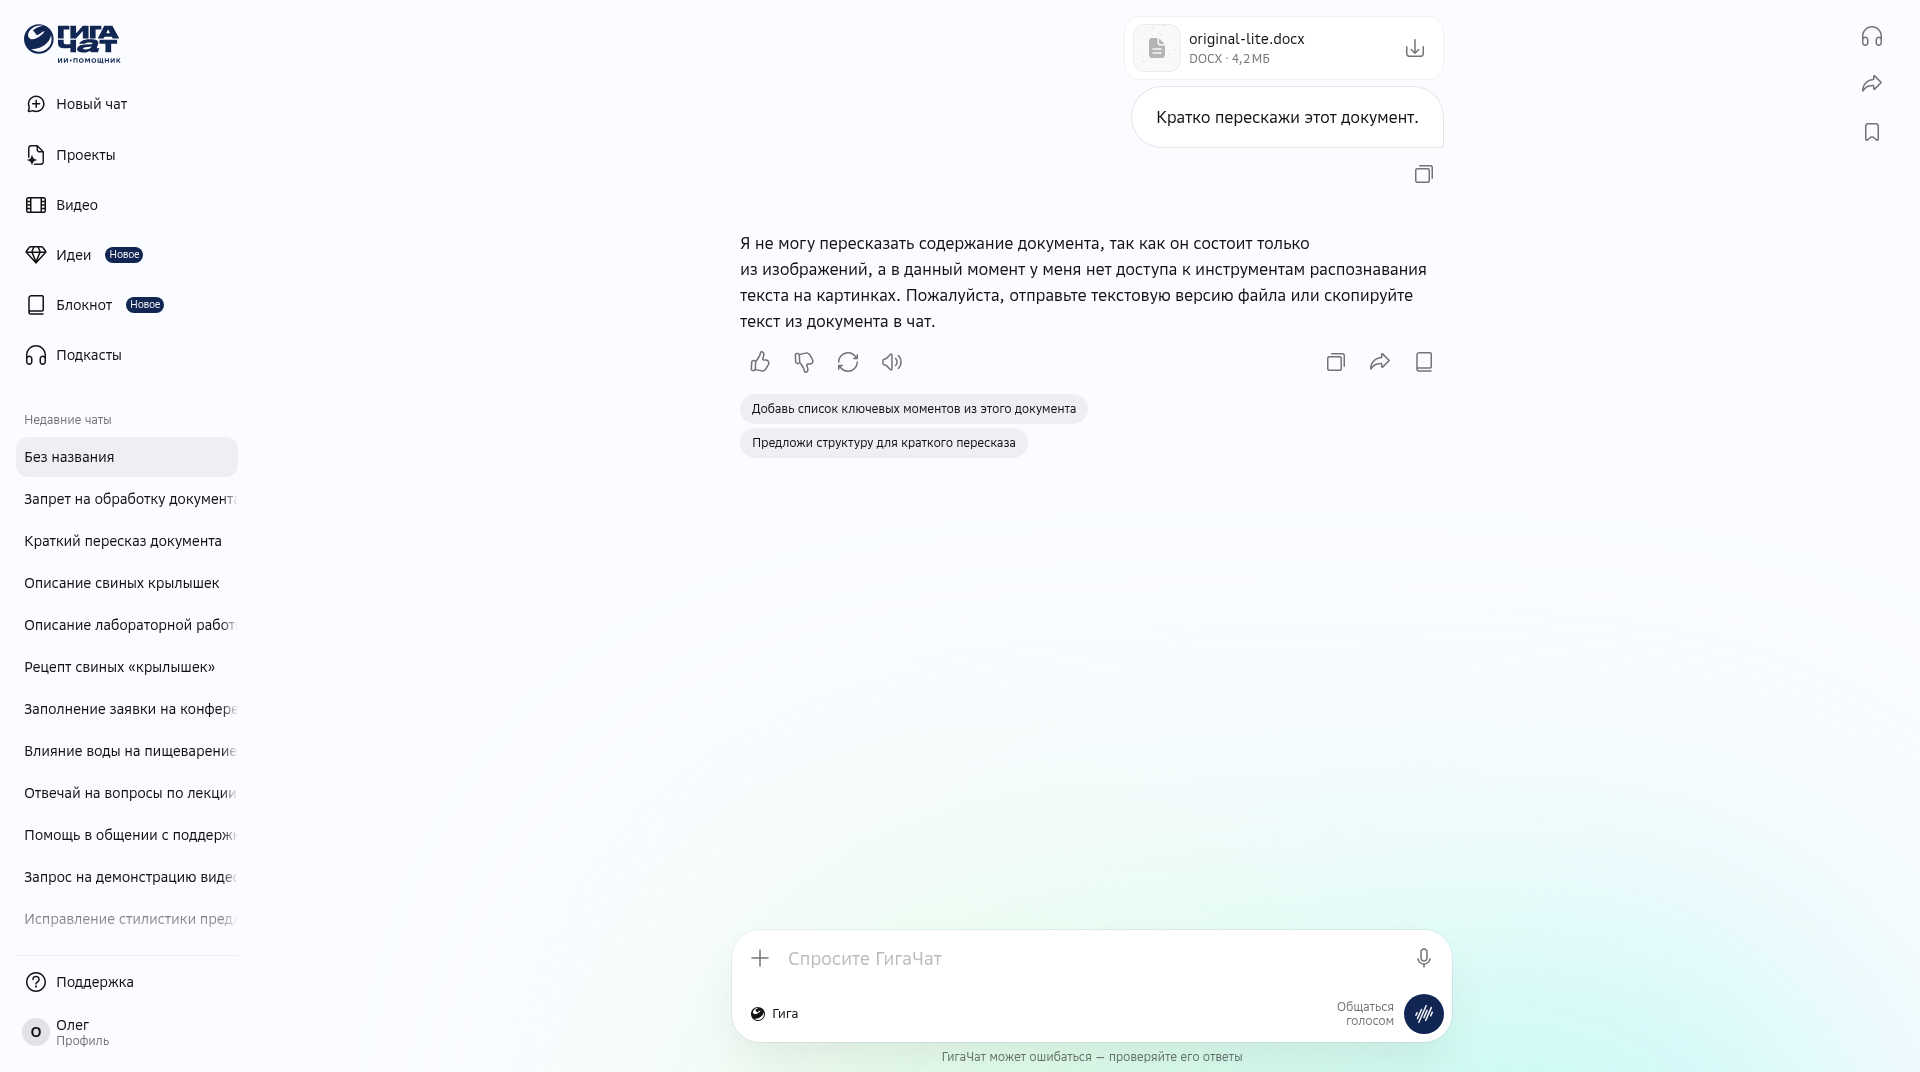 ГИГА
ЧАТ
ИИ-ПОМОЩНИК
Новый чат
Проекты
Видео
Идеи Новое
Блокнот Новое
Подкасты
Недавние чаты
Без названия
Запрет на обработку документа
Краткий пересказ документа
Описание свиных крылышек
Описание лабораторной работ
Рецепт свиных «крылышек»
Заполнение заявки на конфере
Влияние воды на пищеварение
Отвечай на вопросы по лекции
Помощь в общении с поддерж
Запрос на демонстрацию виде
Исправление стилистики пред
Поддержка
О
Олег
Профиль
original-lite.docx
DOCX · 4,2 МБ
Кратко перескажи этот документ.
Я не могу пересказать содержание документа, так как он состоит только
из изображений, а в данный момент у меня нет доступа к инструментам распознавания
текста на картинках. Пожалуйста, отправьте текстовую версию файла или скопируйте
текст из документа в чат.
Добавь список ключевых моментов из этого документа
Предложи структуру для краткого пересказа
Спросите ГигаЧат
Гига
Общаться
голосом
ГигаЧат может ошибаться — проверяйте его ответы